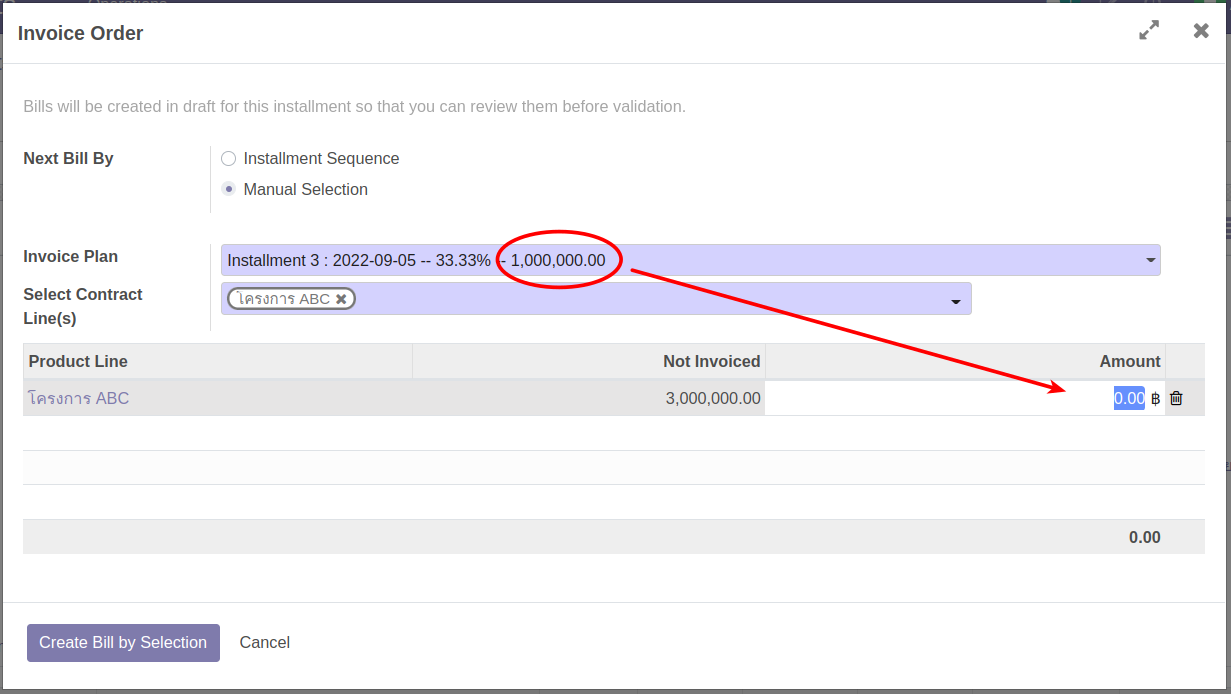 Invoice Order
Bills will be created in draft for this installment so that you can review them before validation.
Next Bill By
Installment Sequence
Manual Selection
Invoice Plan
Installment 3 : 2022-09-05 -- 33.33% -- 1,000,000.00
Select Contract
Line(s)
โครงการ ABC
Product Line Not Invoiced Amount
โครงการ ABC 3,000,000.00 0.00 ฿
0.00
Create Bill by Selection Cancel